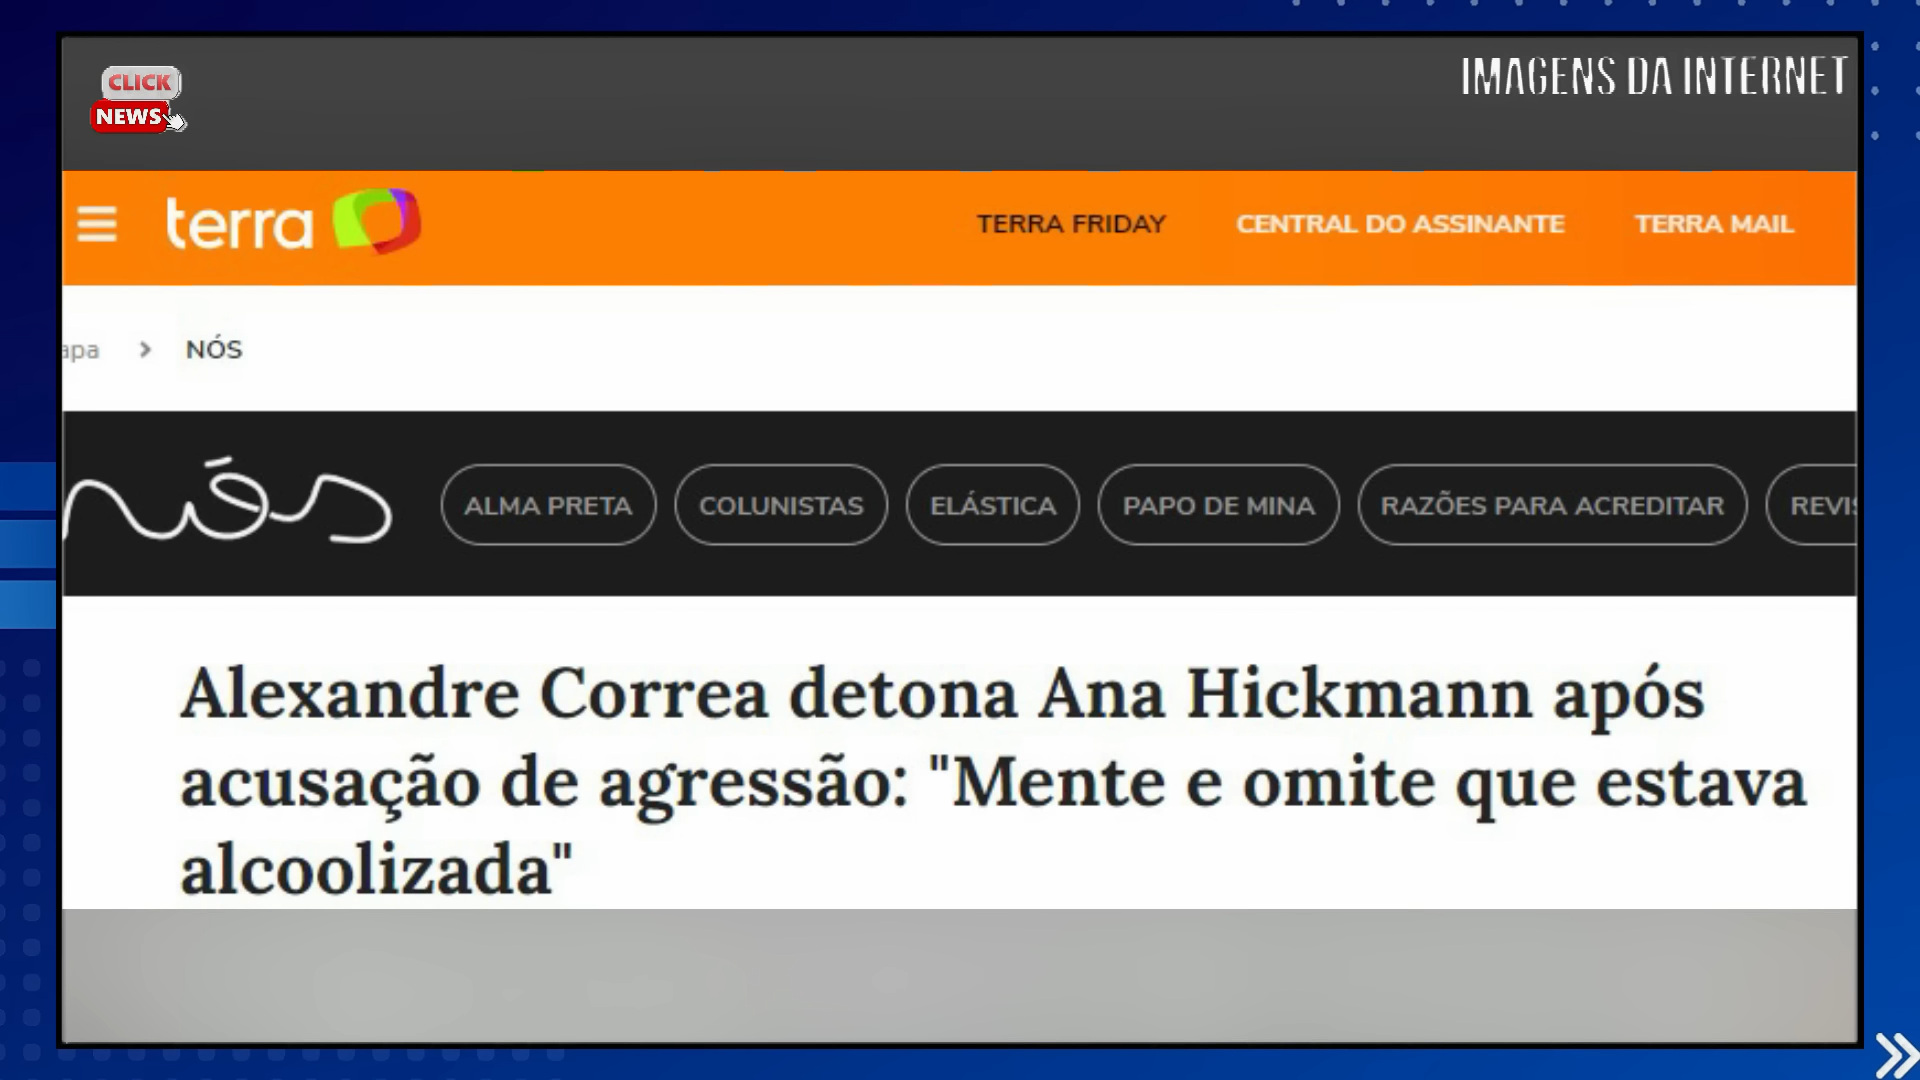 CLICK
NEWS
IMAGENS DA INTERNET
terra
TERRA FRIDAY
CENTRAL DO ASSINANTE
TERRA MAIL
apa > NÓS
nós
ALMA PRETA
COLUNISTAS
ELÁSTICA
PAPO DE MINA
RAZÕES PARA ACREDITAR
REVIS
Alexandre Correa detona Ana Hickmann após
acusação de agressão: "Mente e omite que estava
alcoolizada"